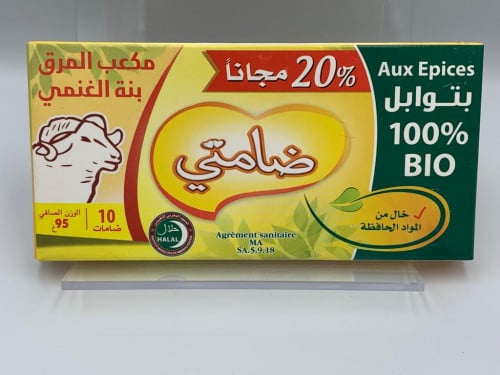 مكعب المرق
بنة الغنمي
20% مجاناً
Aux Epices
بتوابل
100%
BIO
ضامتي
خال من
المواد الحافظة
10
ضامات
الوزن الصافي
95غ
حلال
HALAL
Agrément sanitaire
MA
SA.5.9.18